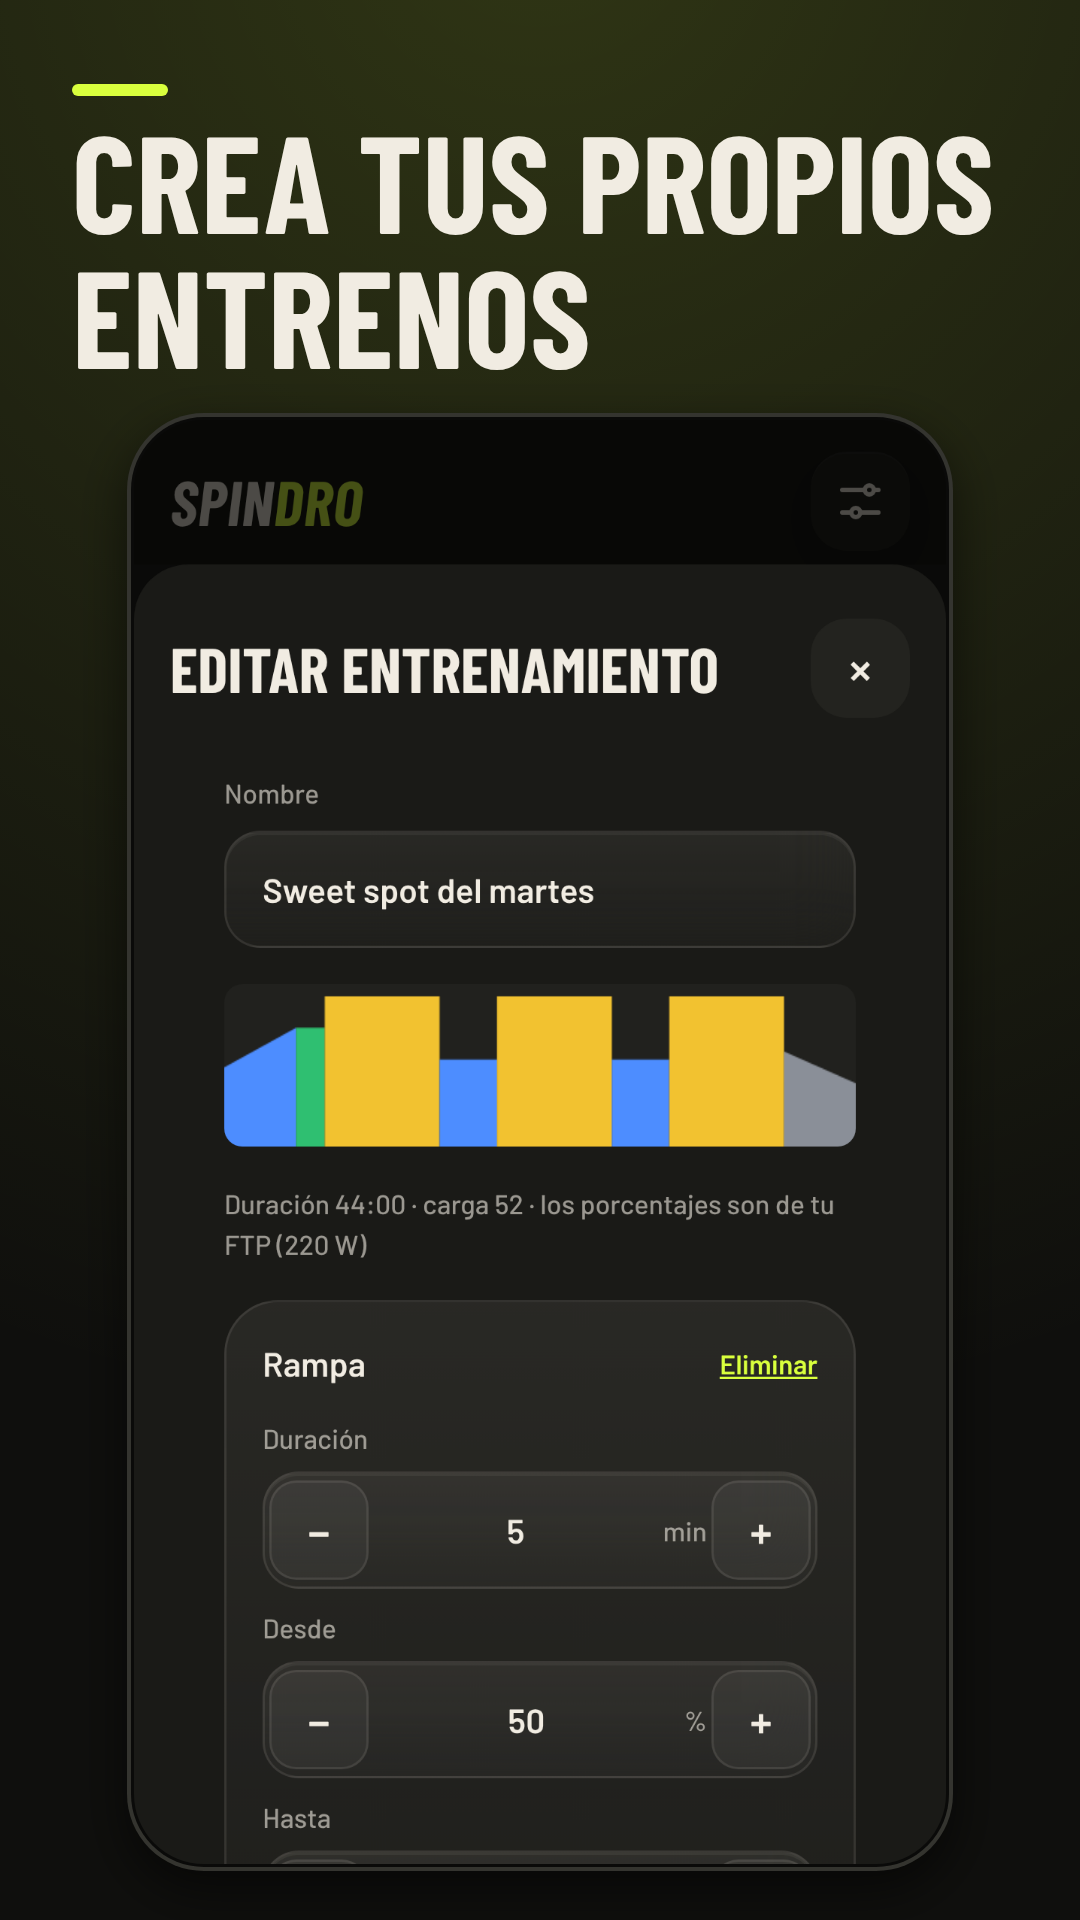 CREA TUS PROPIOS
ENTRENOS
SPINDRO
EDITAR ENTRENAMIENTO
×
Nombre
Sweet spot del martes
Duración 44:00 · carga 52 · los porcentajes son de tu
FTP (220 W)
Rampa Eliminar
Duración
− 5 min +
Desde
− 50 % +
Hasta